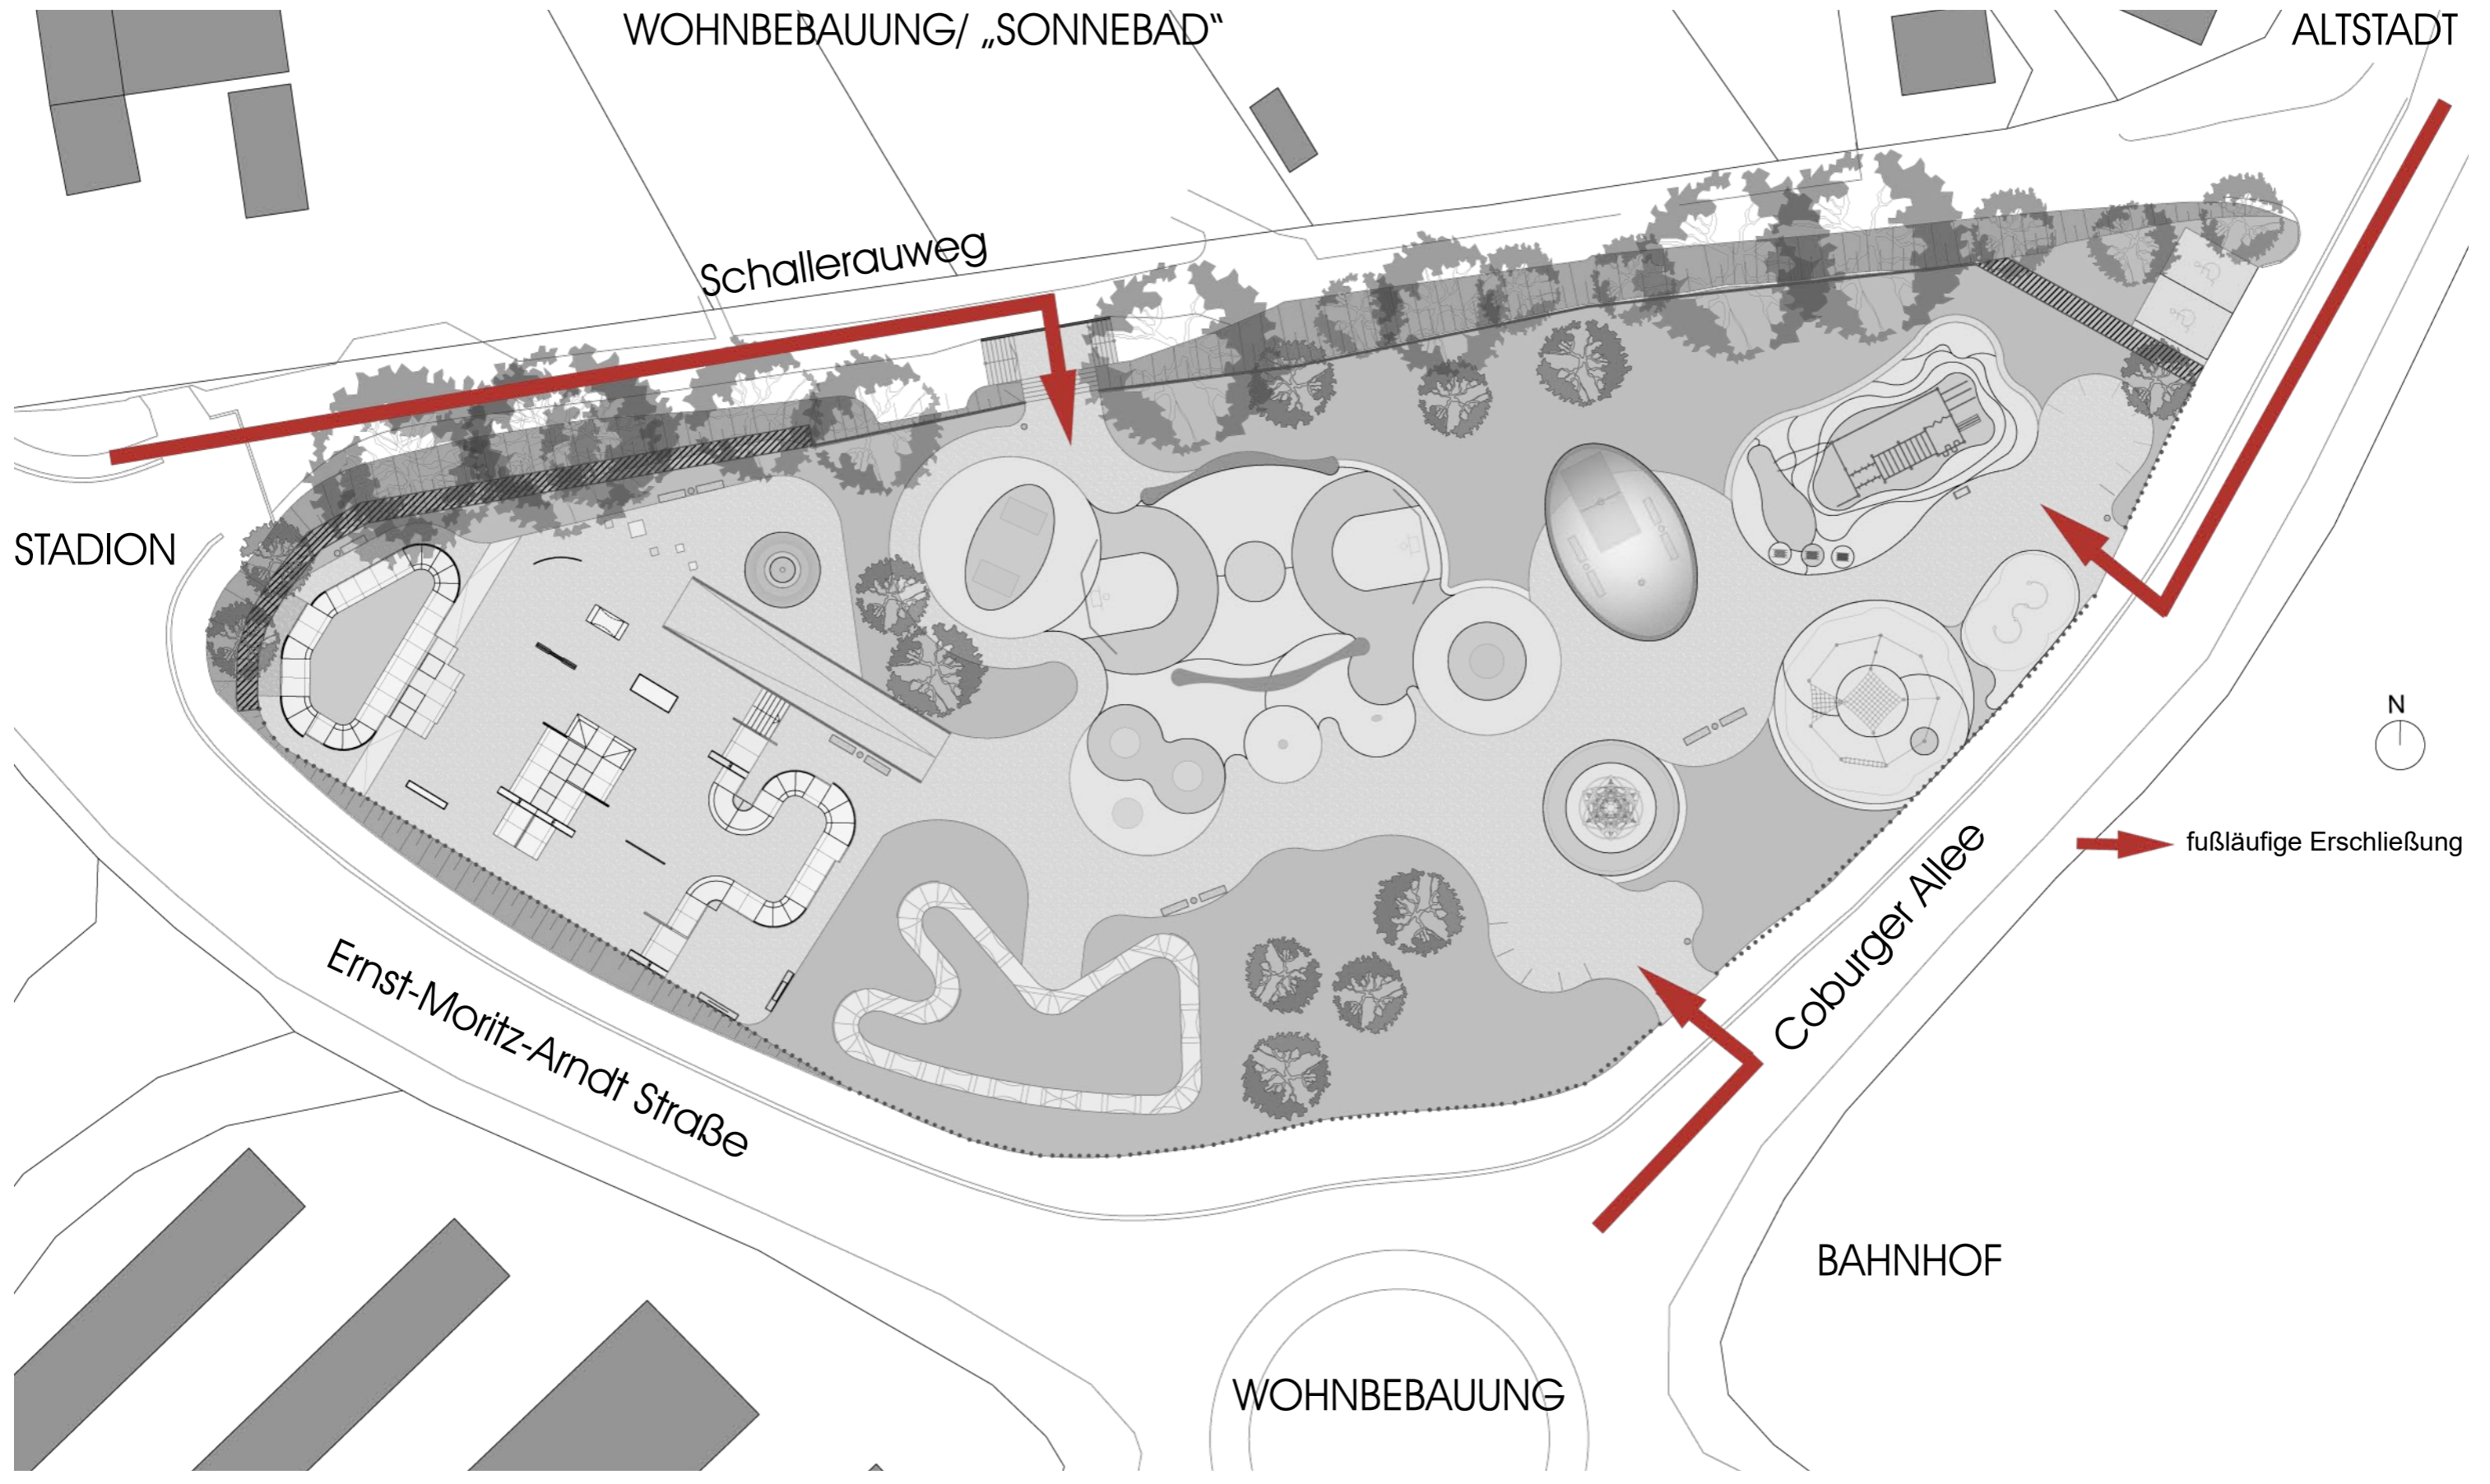 WOHNBEBAUUNG/ „SONNEBAD“
ALTSTADT
Schallerauweg
STADION
N
fußläufige Erschließung
Coburger Allee
Ernst-Moritz-Arndt Straße
BAHNHOF
WOHNBEBAUUNG